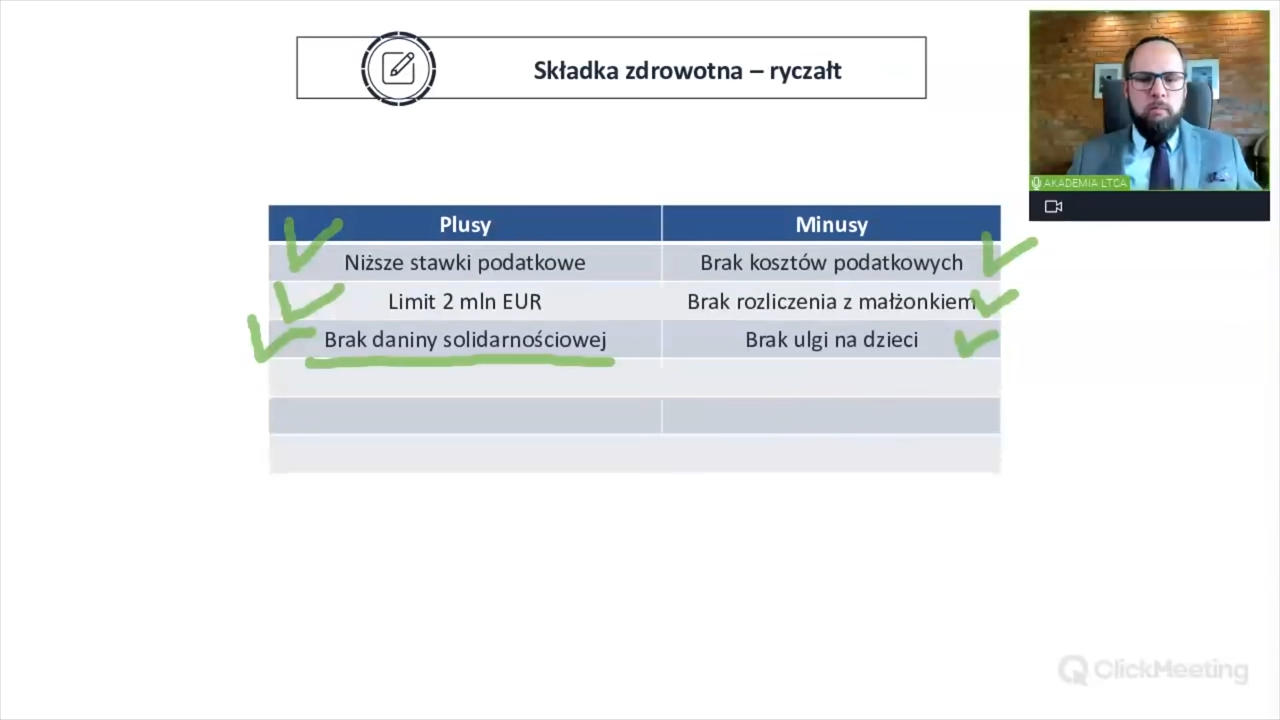 Składka zdrowotna – ryczałt
AKADEMIA LTCA
Plusy Minusy
Niższe stawki podatkowe Brak kosztów podatkowych
Limit 2 mln EUR Brak rozliczenia z małżonkiem
Brak daniny solidarnościowej Brak ulgi na dzieci
ClickMeeting